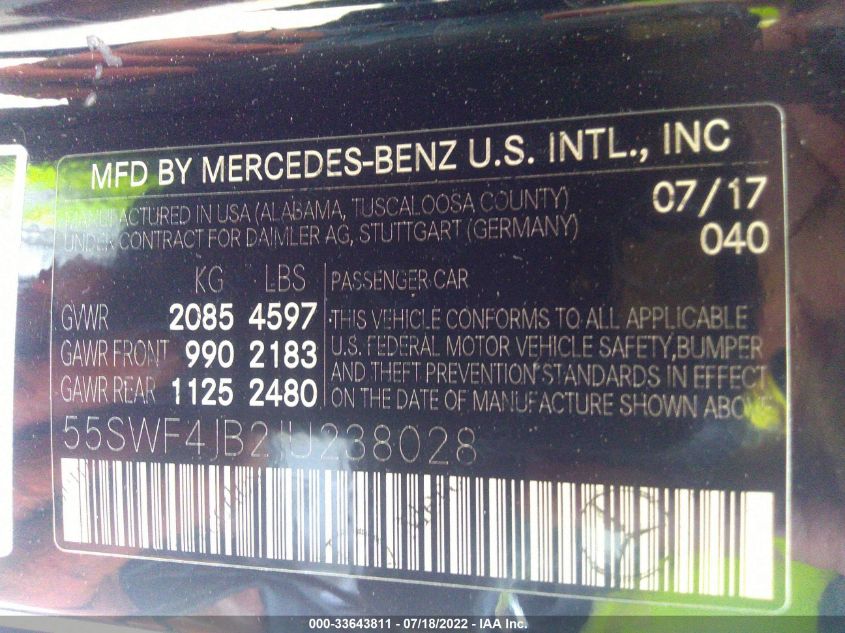 MFD BY MERCEDES-BENZ U.S. INTL., INC
MANUFACTURED IN USA (ALABAMA, TUSCALOOSA COUNTY)
UNDER CONTRACT FOR DAIMLER AG, STUTTGART (GERMANY)
07/17
040
KG LBS
GVWR 2085 4597
GAWR FRONT 990 2183
GAWR REAR 1125 2480
PASSENGER CAR
THIS VEHICLE CONFORMS TO ALL APPLICABLE
U.S. FEDERAL MOTOR VEHICLE SAFETY, BUMPER
AND THEFT PREVENTION STANDARDS IN EFFECT
ON THE DATE OF MANUFACTURE SHOWN ABOVE
55SWF4JB2JU238028
000-33643811 - 07/18/2022 - IAA Inc.